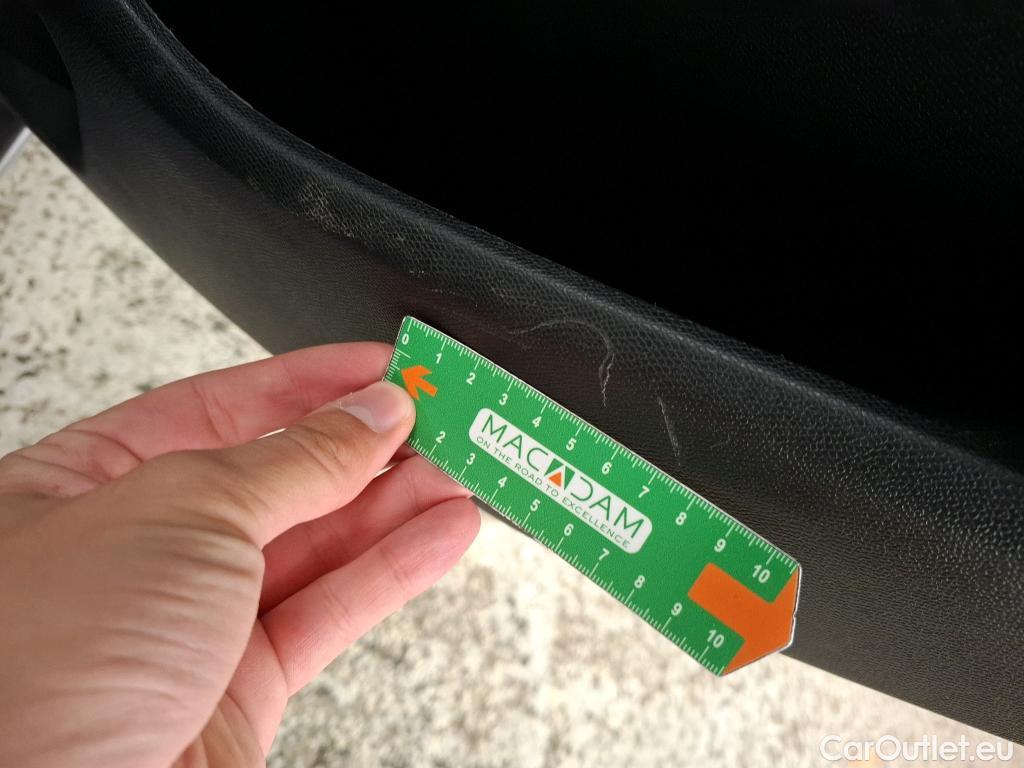 0 1 2 3 4 5 6 7 8 9 10
MACADAM
ON THE ROAD TO EXCELLENCE
2 3 4 5 6 7 8 9 10
CarOutlet.eu